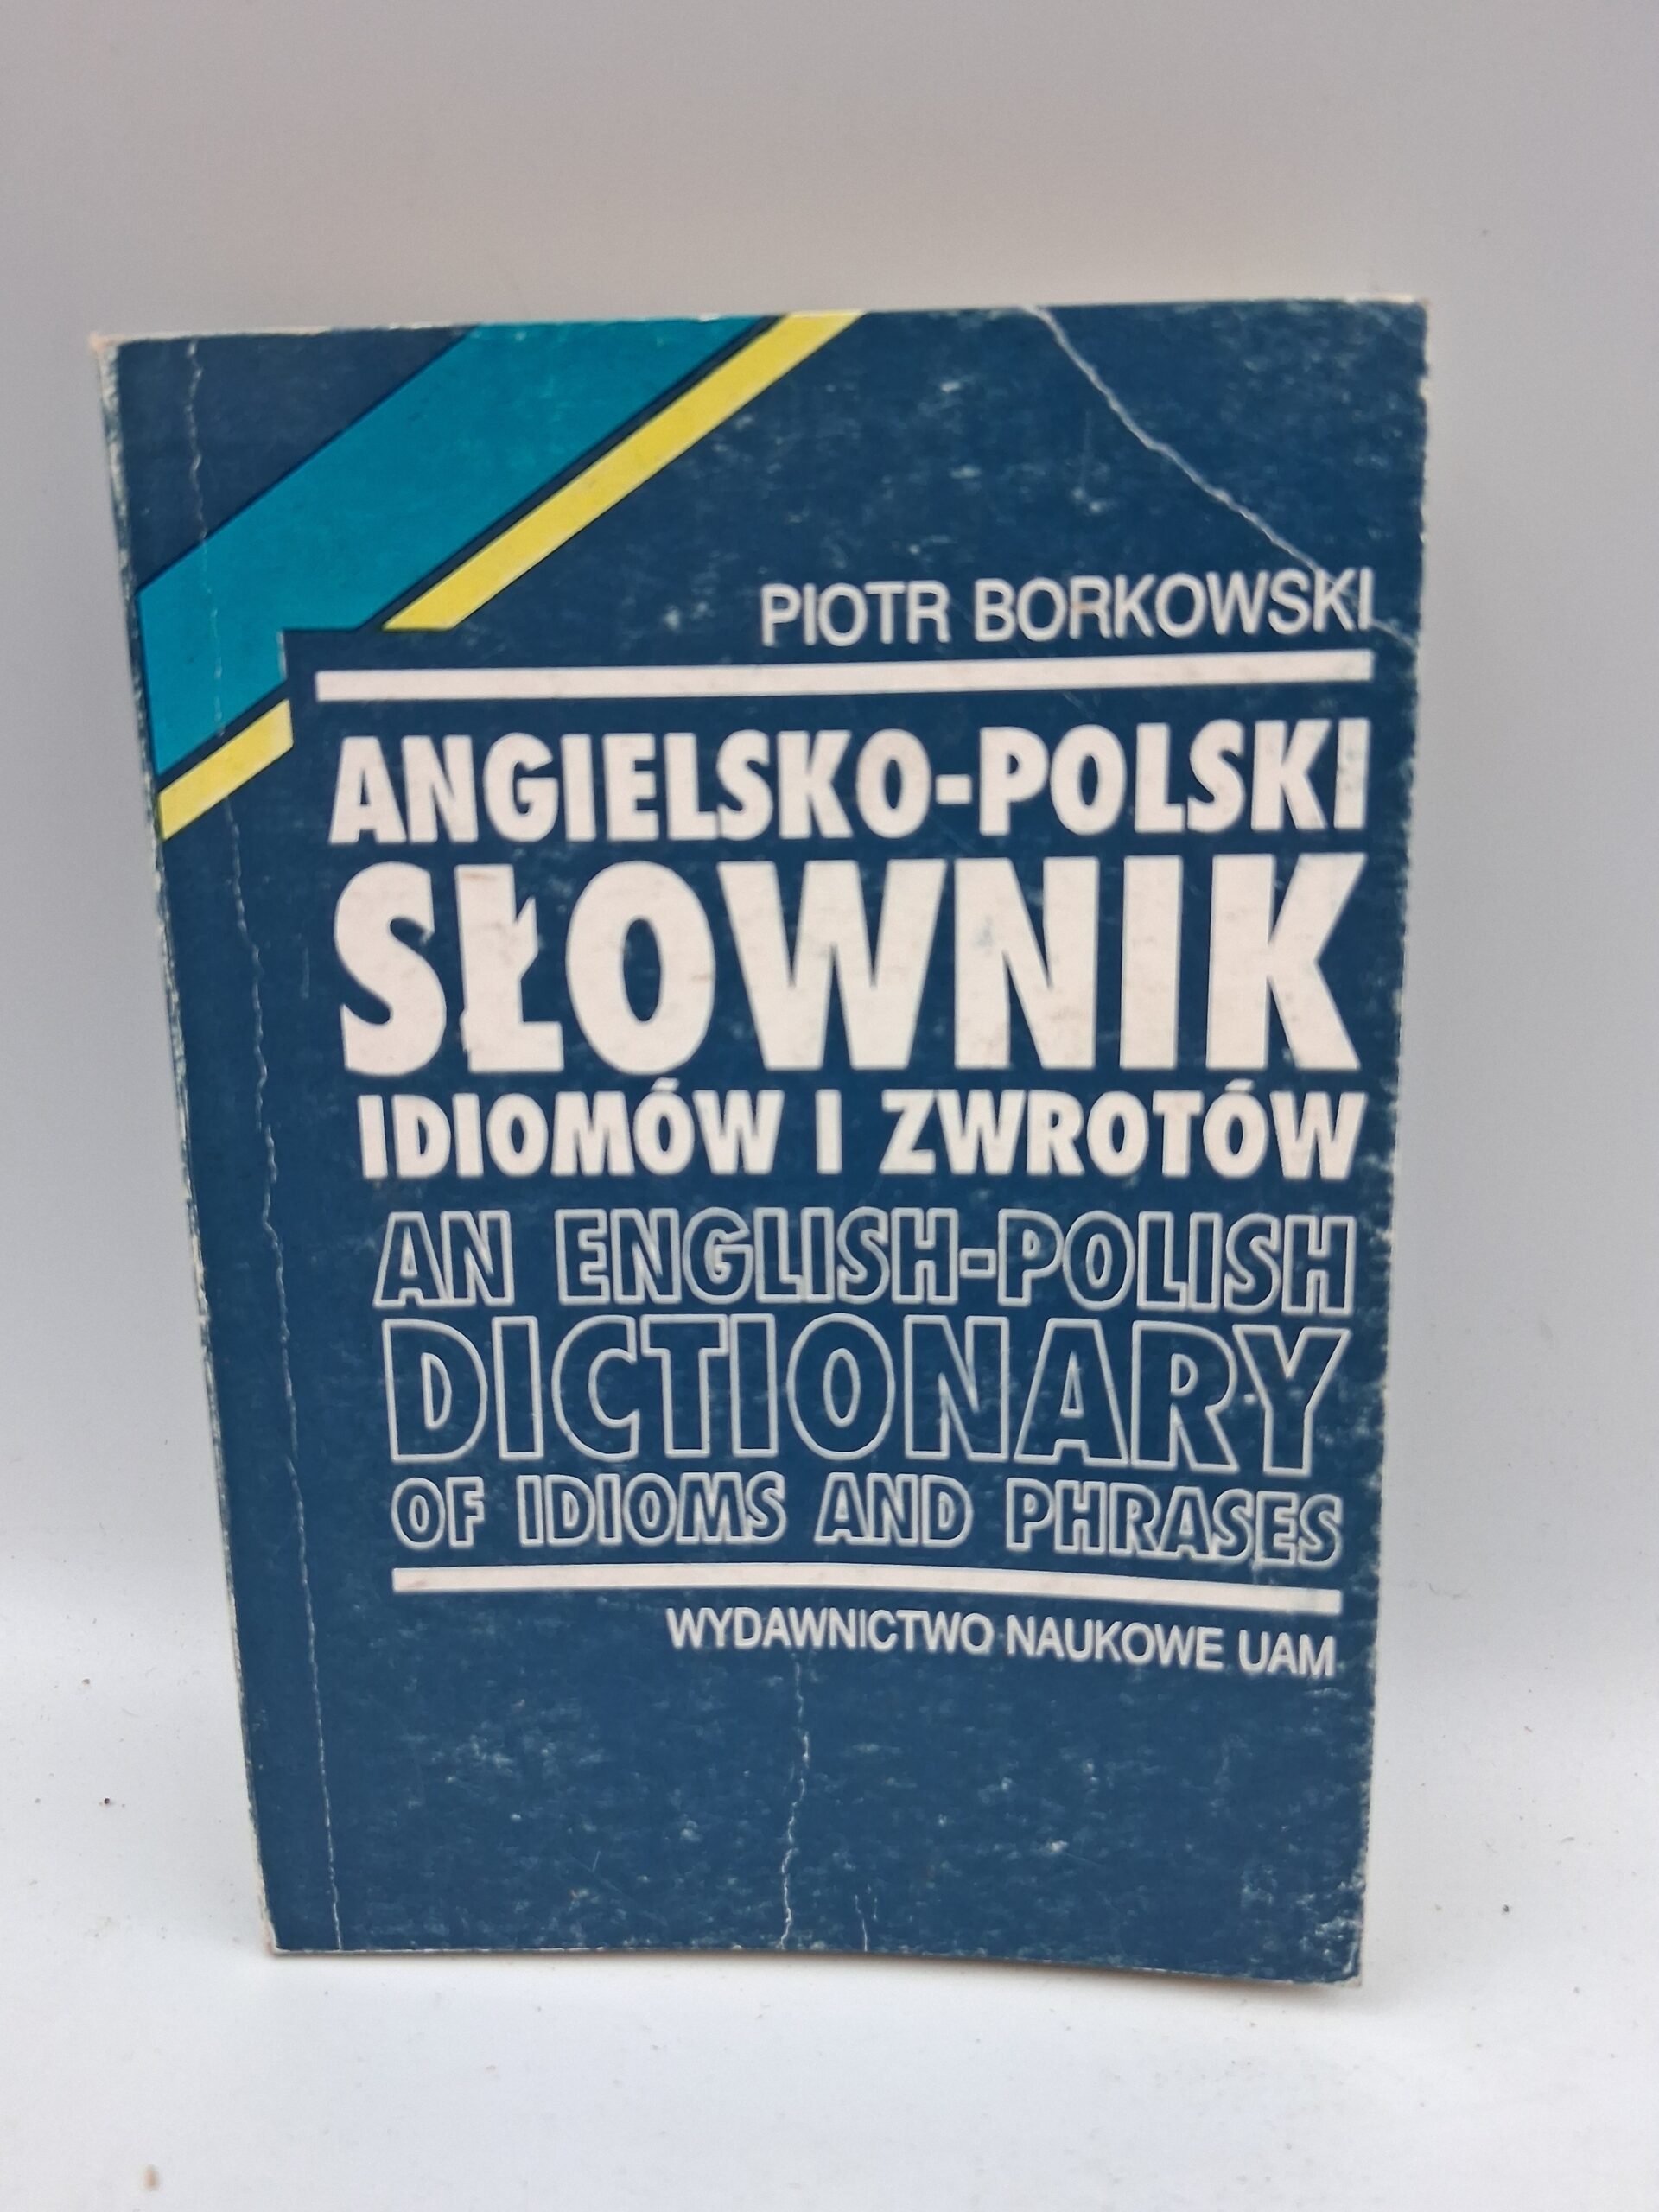 PIOTR BORKOWSKI
ANGIELSKO-POLSKI
SŁOWNIK
IDIOMÓW I ZWROTÓW
AN ENGLISH-POLISH
DICTIONARY
OF IDIOMS AND PHRASES
WYDAWNICTWO NAUKOWE UAM